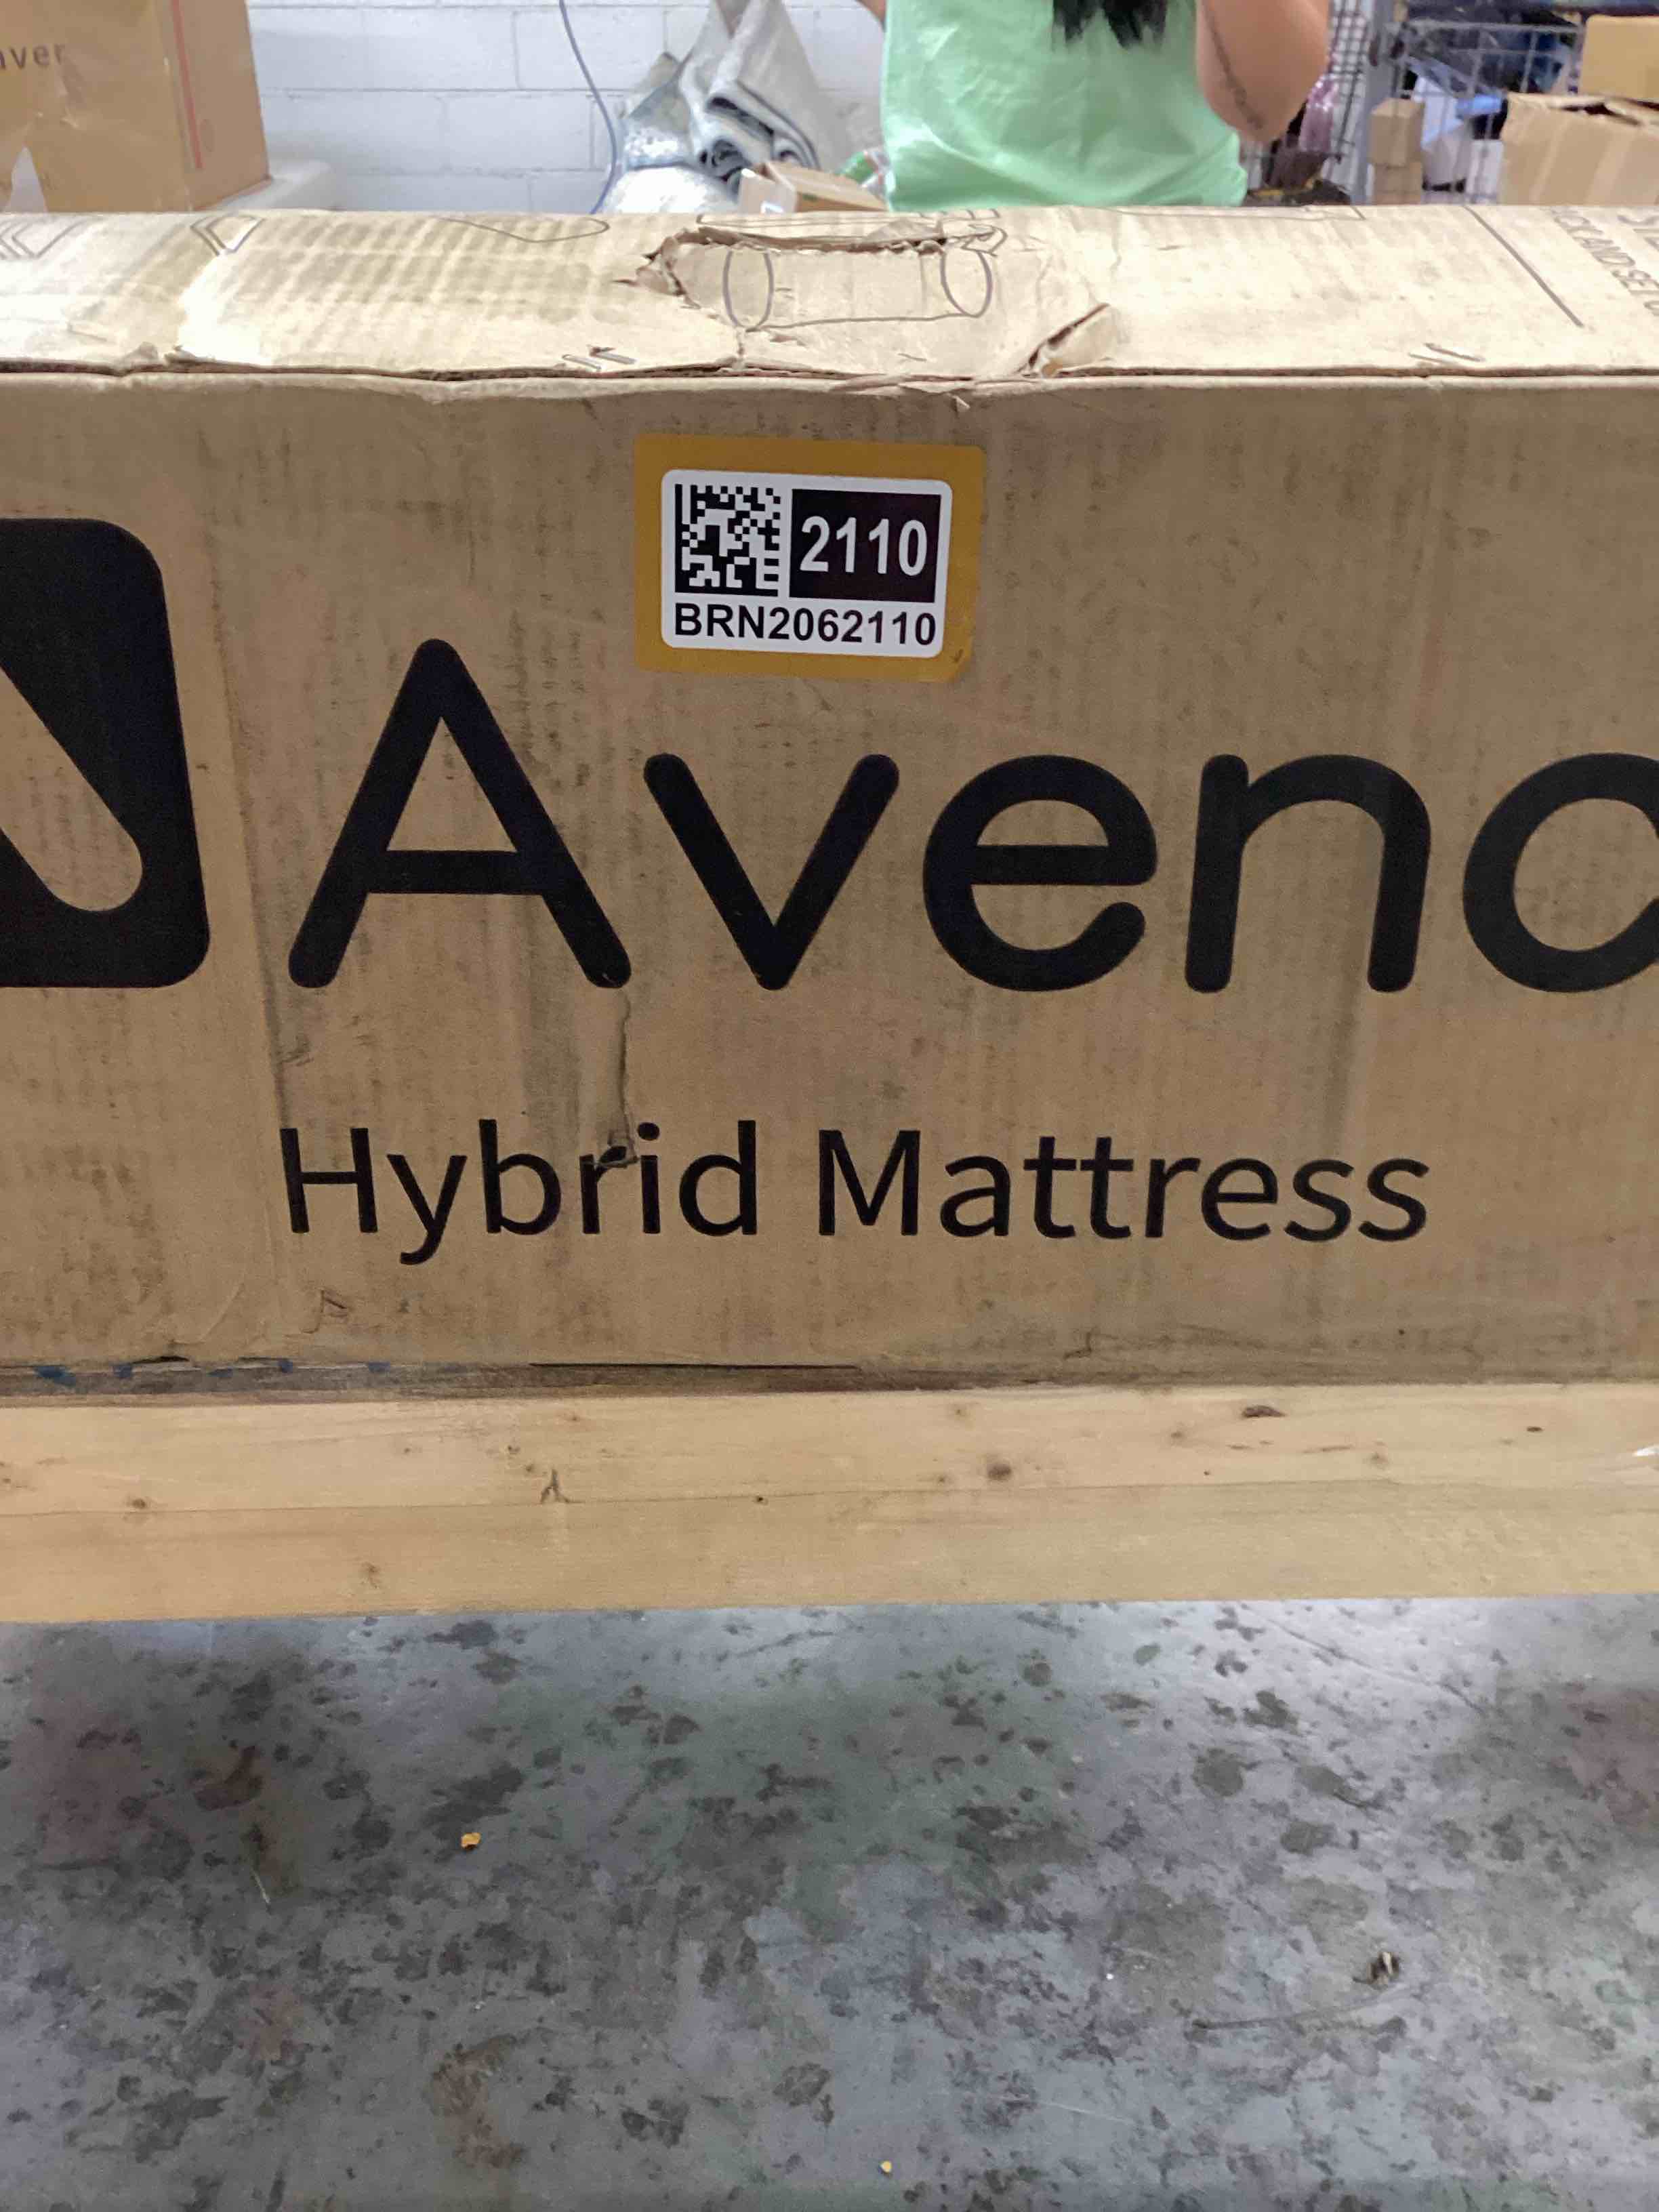 2110
BRN2062110
Aveno
Hybrid Mattress